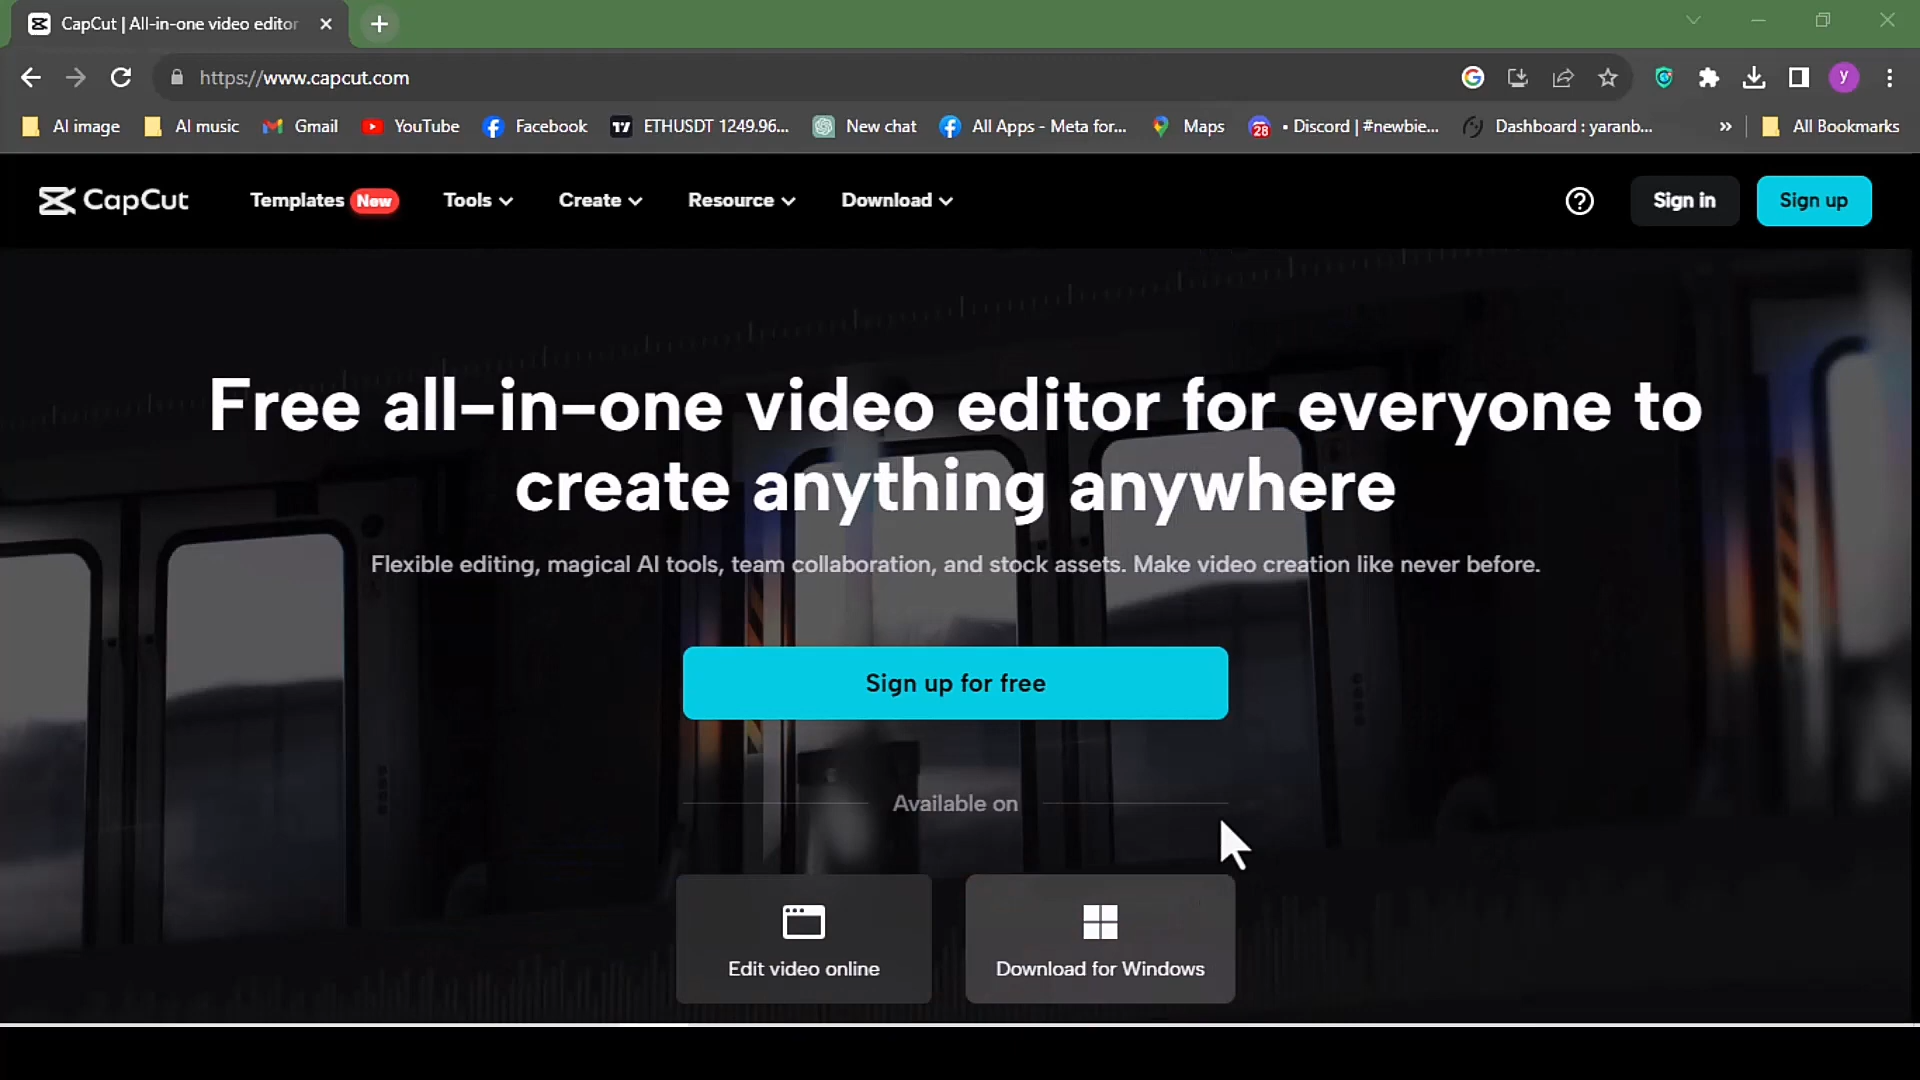 CapCut | All-in-one video editor
https://www.capcut.com
y
AI image
AI music
Gmail
YouTube
Facebook
17 ETHUSDT 1249.96...
New chat
All Apps - Meta for...
Maps
28 • Discord | #newbie...
Dashboard : yaranb...
»
All Bookmarks
CapCut
Templates New
Tools
Create
Resource
Download
?
Sign in
Sign up
Free all-in-one video editor for everyone to
create anything anywhere
Flexible editing, magical AI tools, team collaboration, and stock assets. Make video creation like never before.
Sign up for free
Available on
Edit video online
Download for Windows